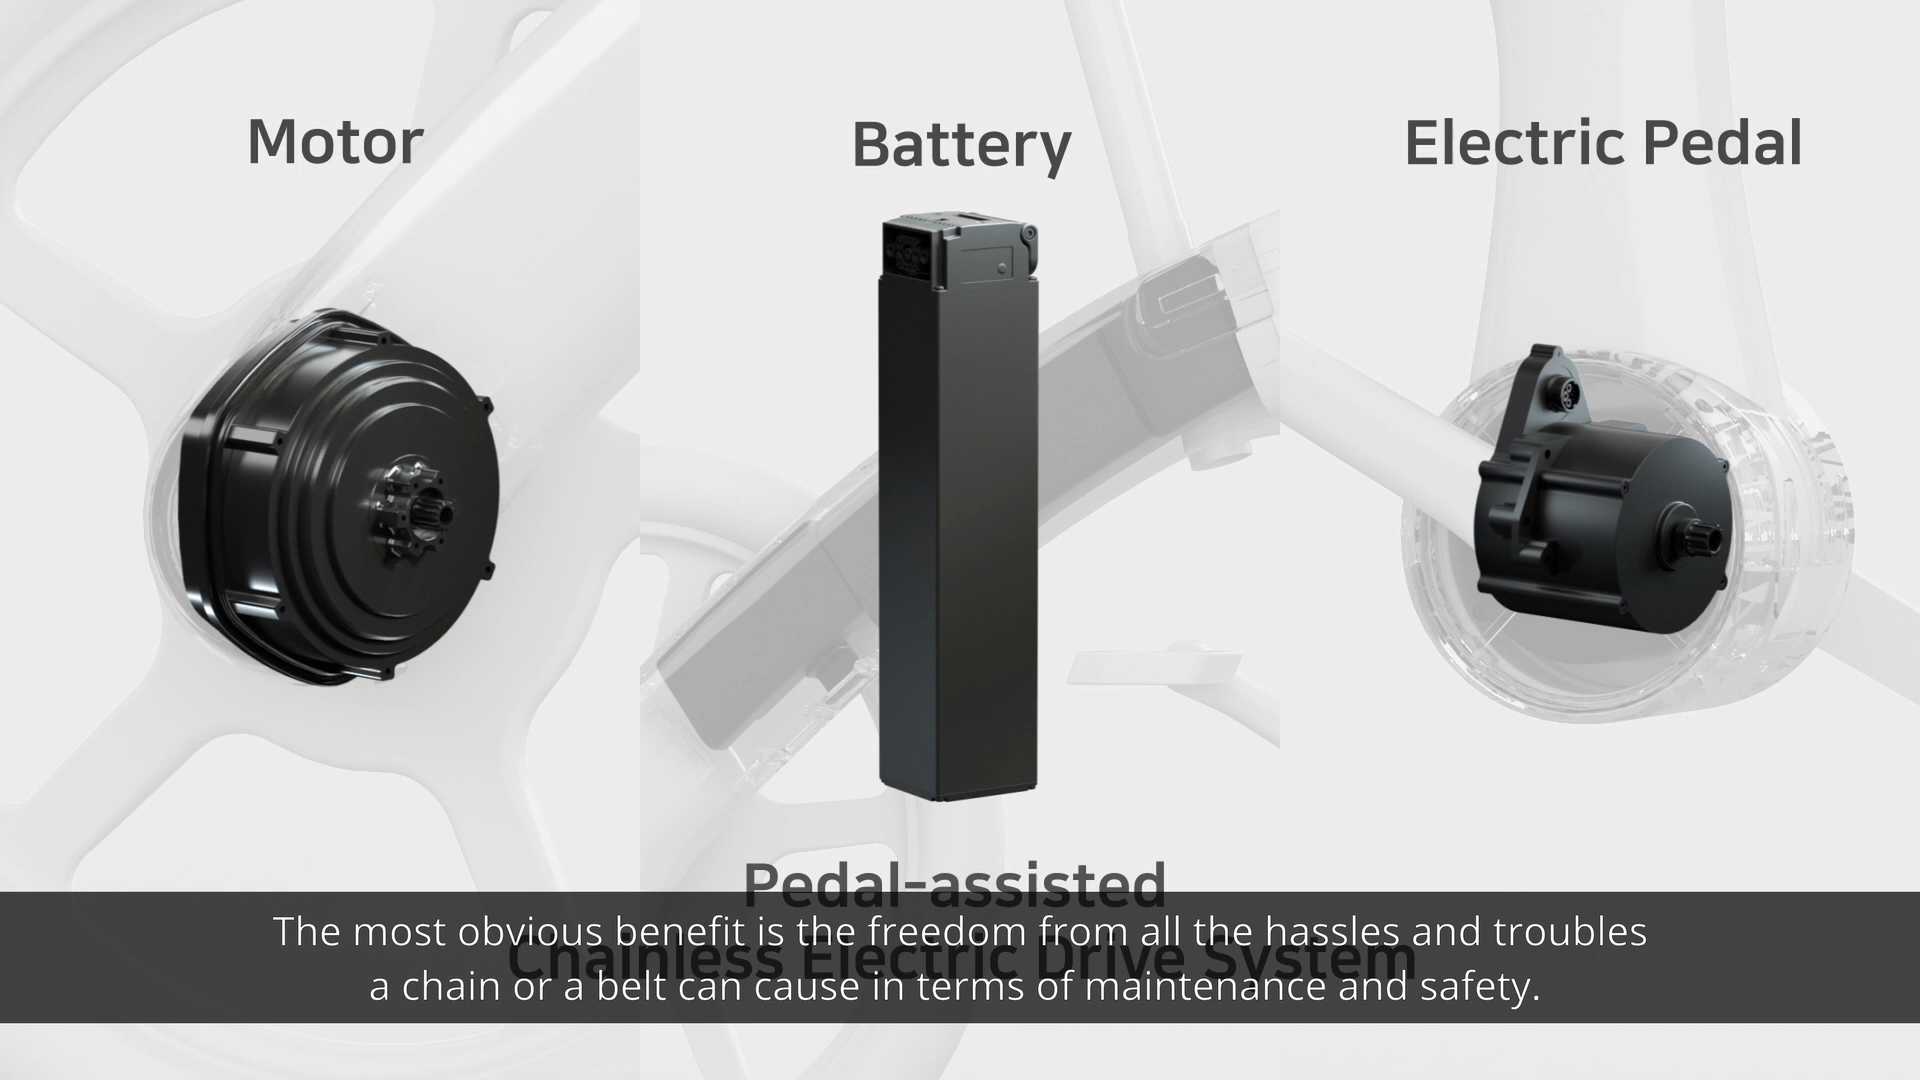 Motor
Battery
Electric Pedal
Pedal-assisted
Chainless Electric Drive System
The most obvious benefit is the freedom from all the hassles and troubles
a chain or a belt can cause in terms of maintenance and safety.